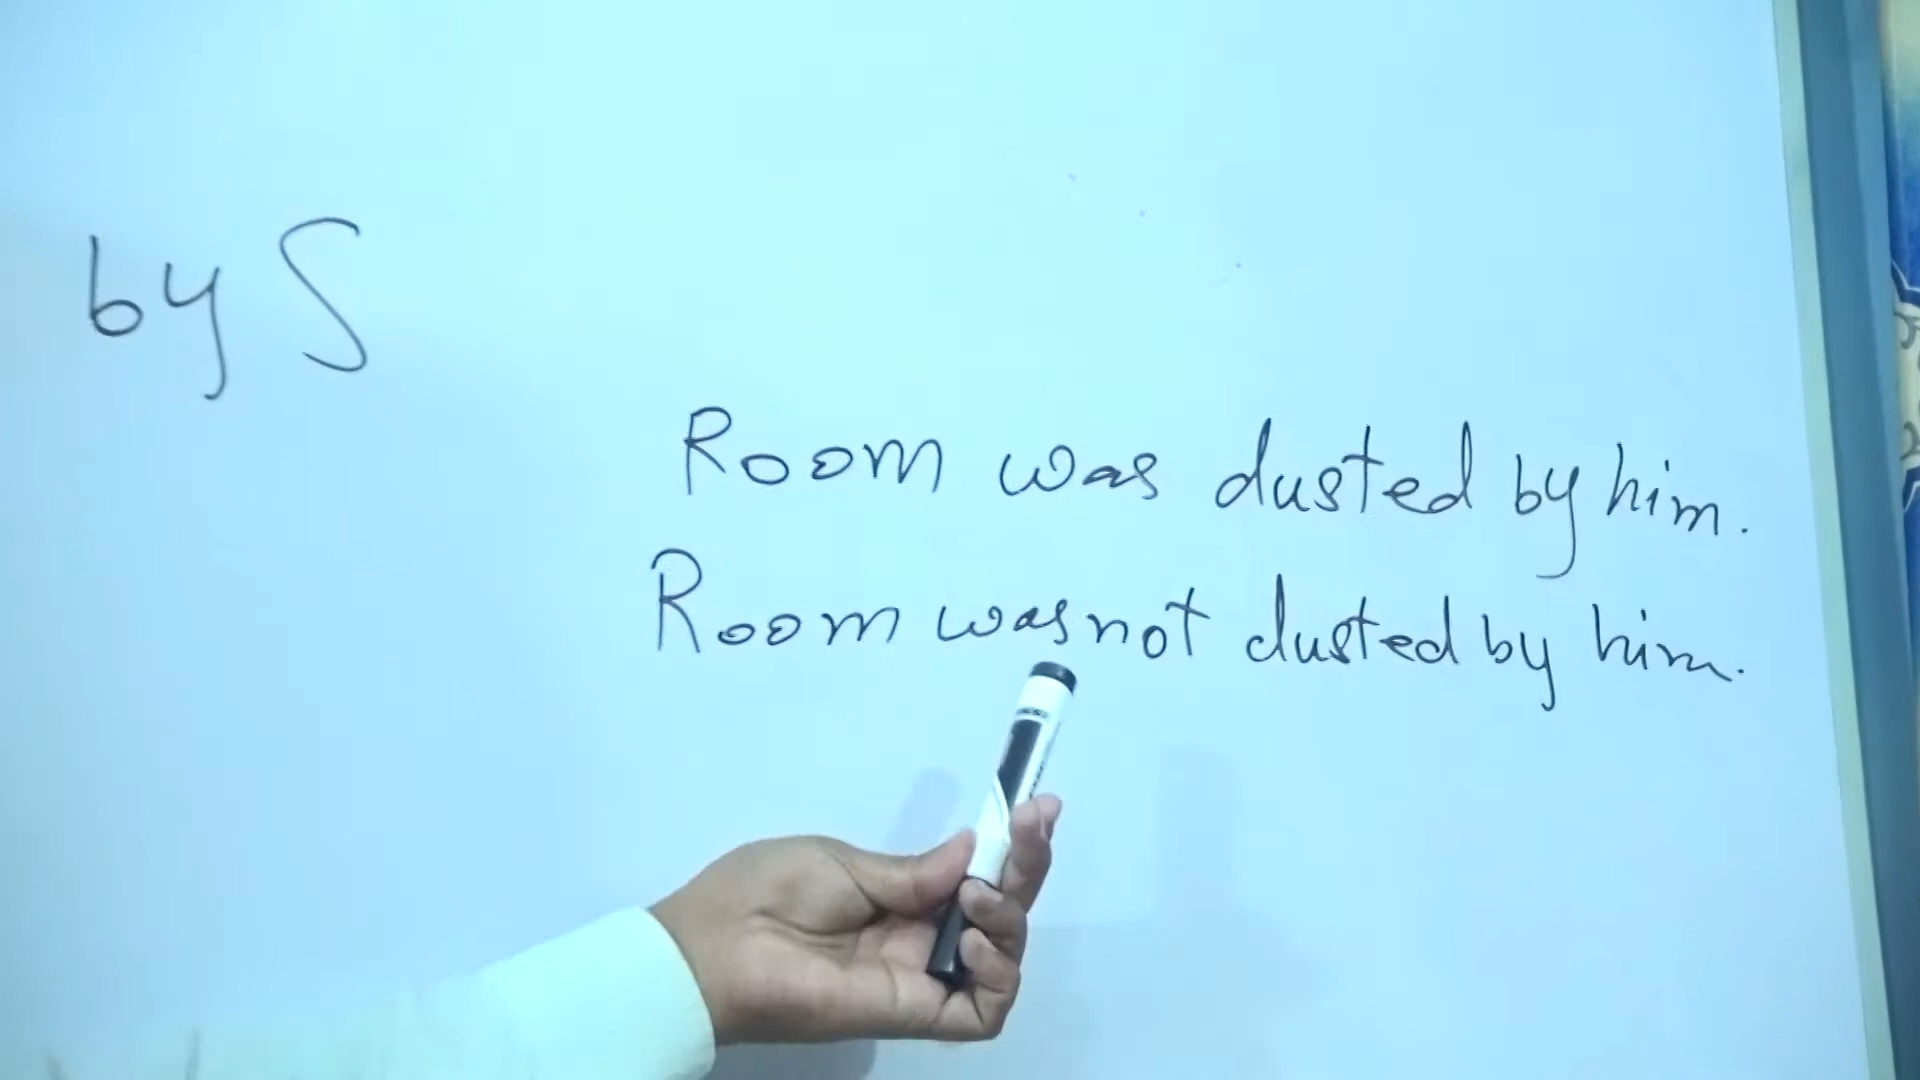 by S
Room was dusted by him.
Room was not dusted by him.